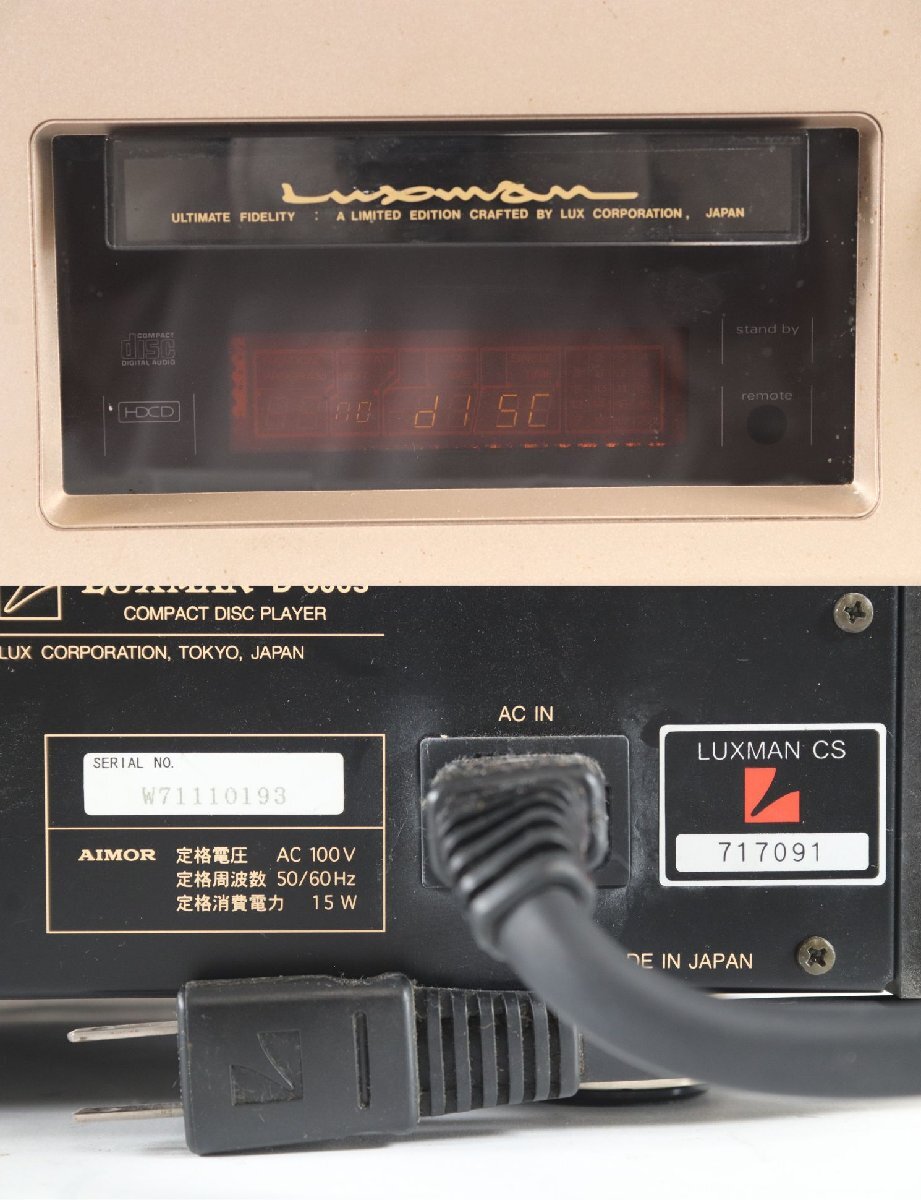 Luxman
ULTIMATE FIDELITY : A LIMITED EDITION CRAFTED BY LUX CORPORATION, JAPAN
COMPACT
disc
DIGITAL AUDIO
HDCD
no disc
stand by
remote
LUXMAN
COMPACT DISC PLAYER
LUX CORPORATION, TOKYO, JAPAN
AC IN
SERIAL NO.
W71110193
AIMOR 定格電圧 AC 100V
定格周波数 50/60Hz
定格消費電力 15W
LUXMAN CS
717091
DE IN JAPAN